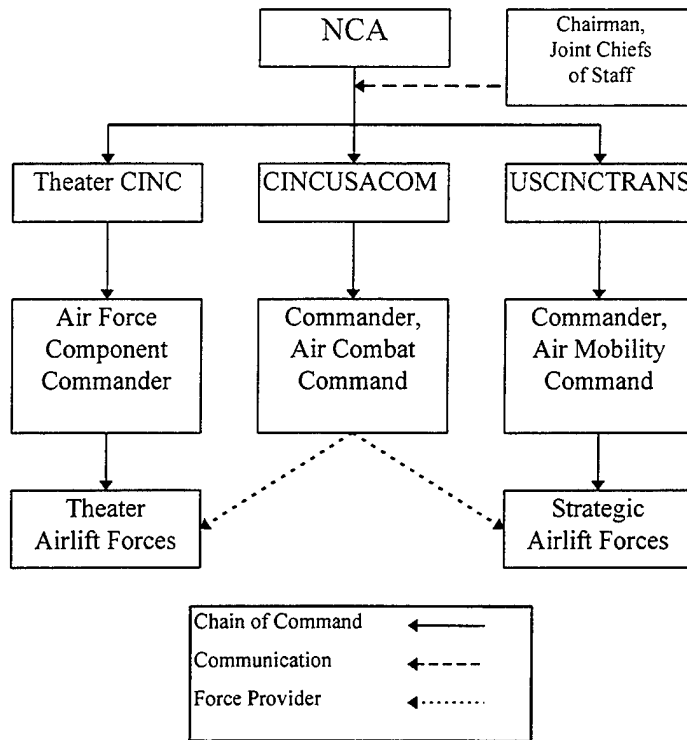 NCA
Chairman,
Joint Chiefs
of Staff
Theater CINC
CINCUSACOM
USCINCTRANS
Air Force
Component
Commander
Commander,
Air Combat
Command
Commander,
Air Mobility
Command
Theater
Airlift Forces
Strategic
Airlift Forces
Chain of Command
Communication
Force Provider